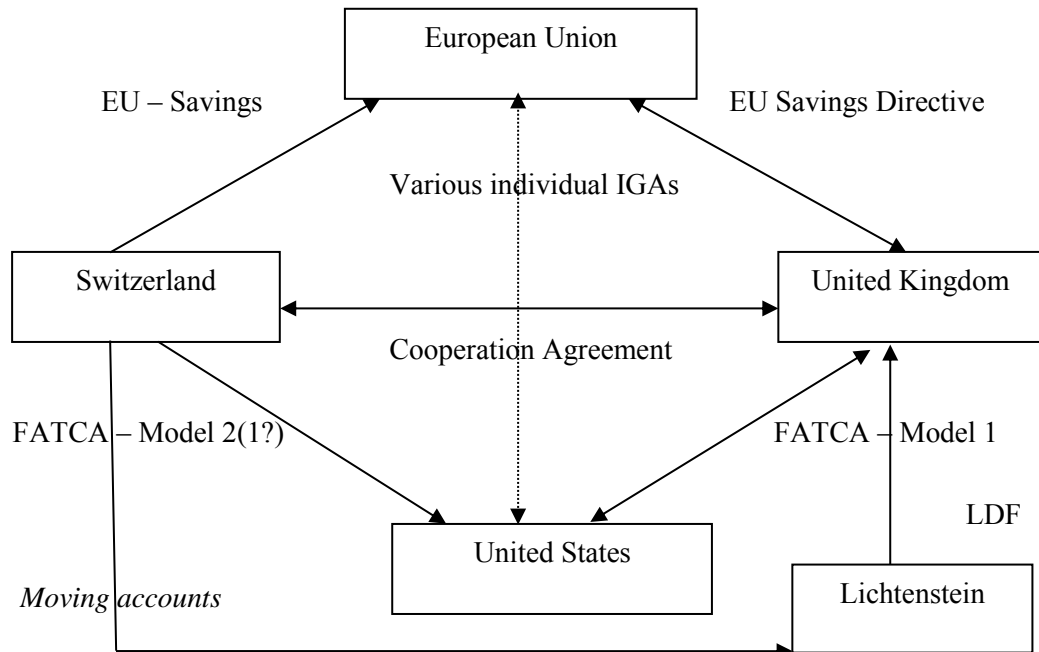 European Union
EU – Savings
EU Savings Directive
Various individual IGAs
Switzerland
United Kingdom
Cooperation Agreement
FATCA – Model 2(1?)
FATCA – Model 1
LDF
United States
Moving accounts
Lichtenstein